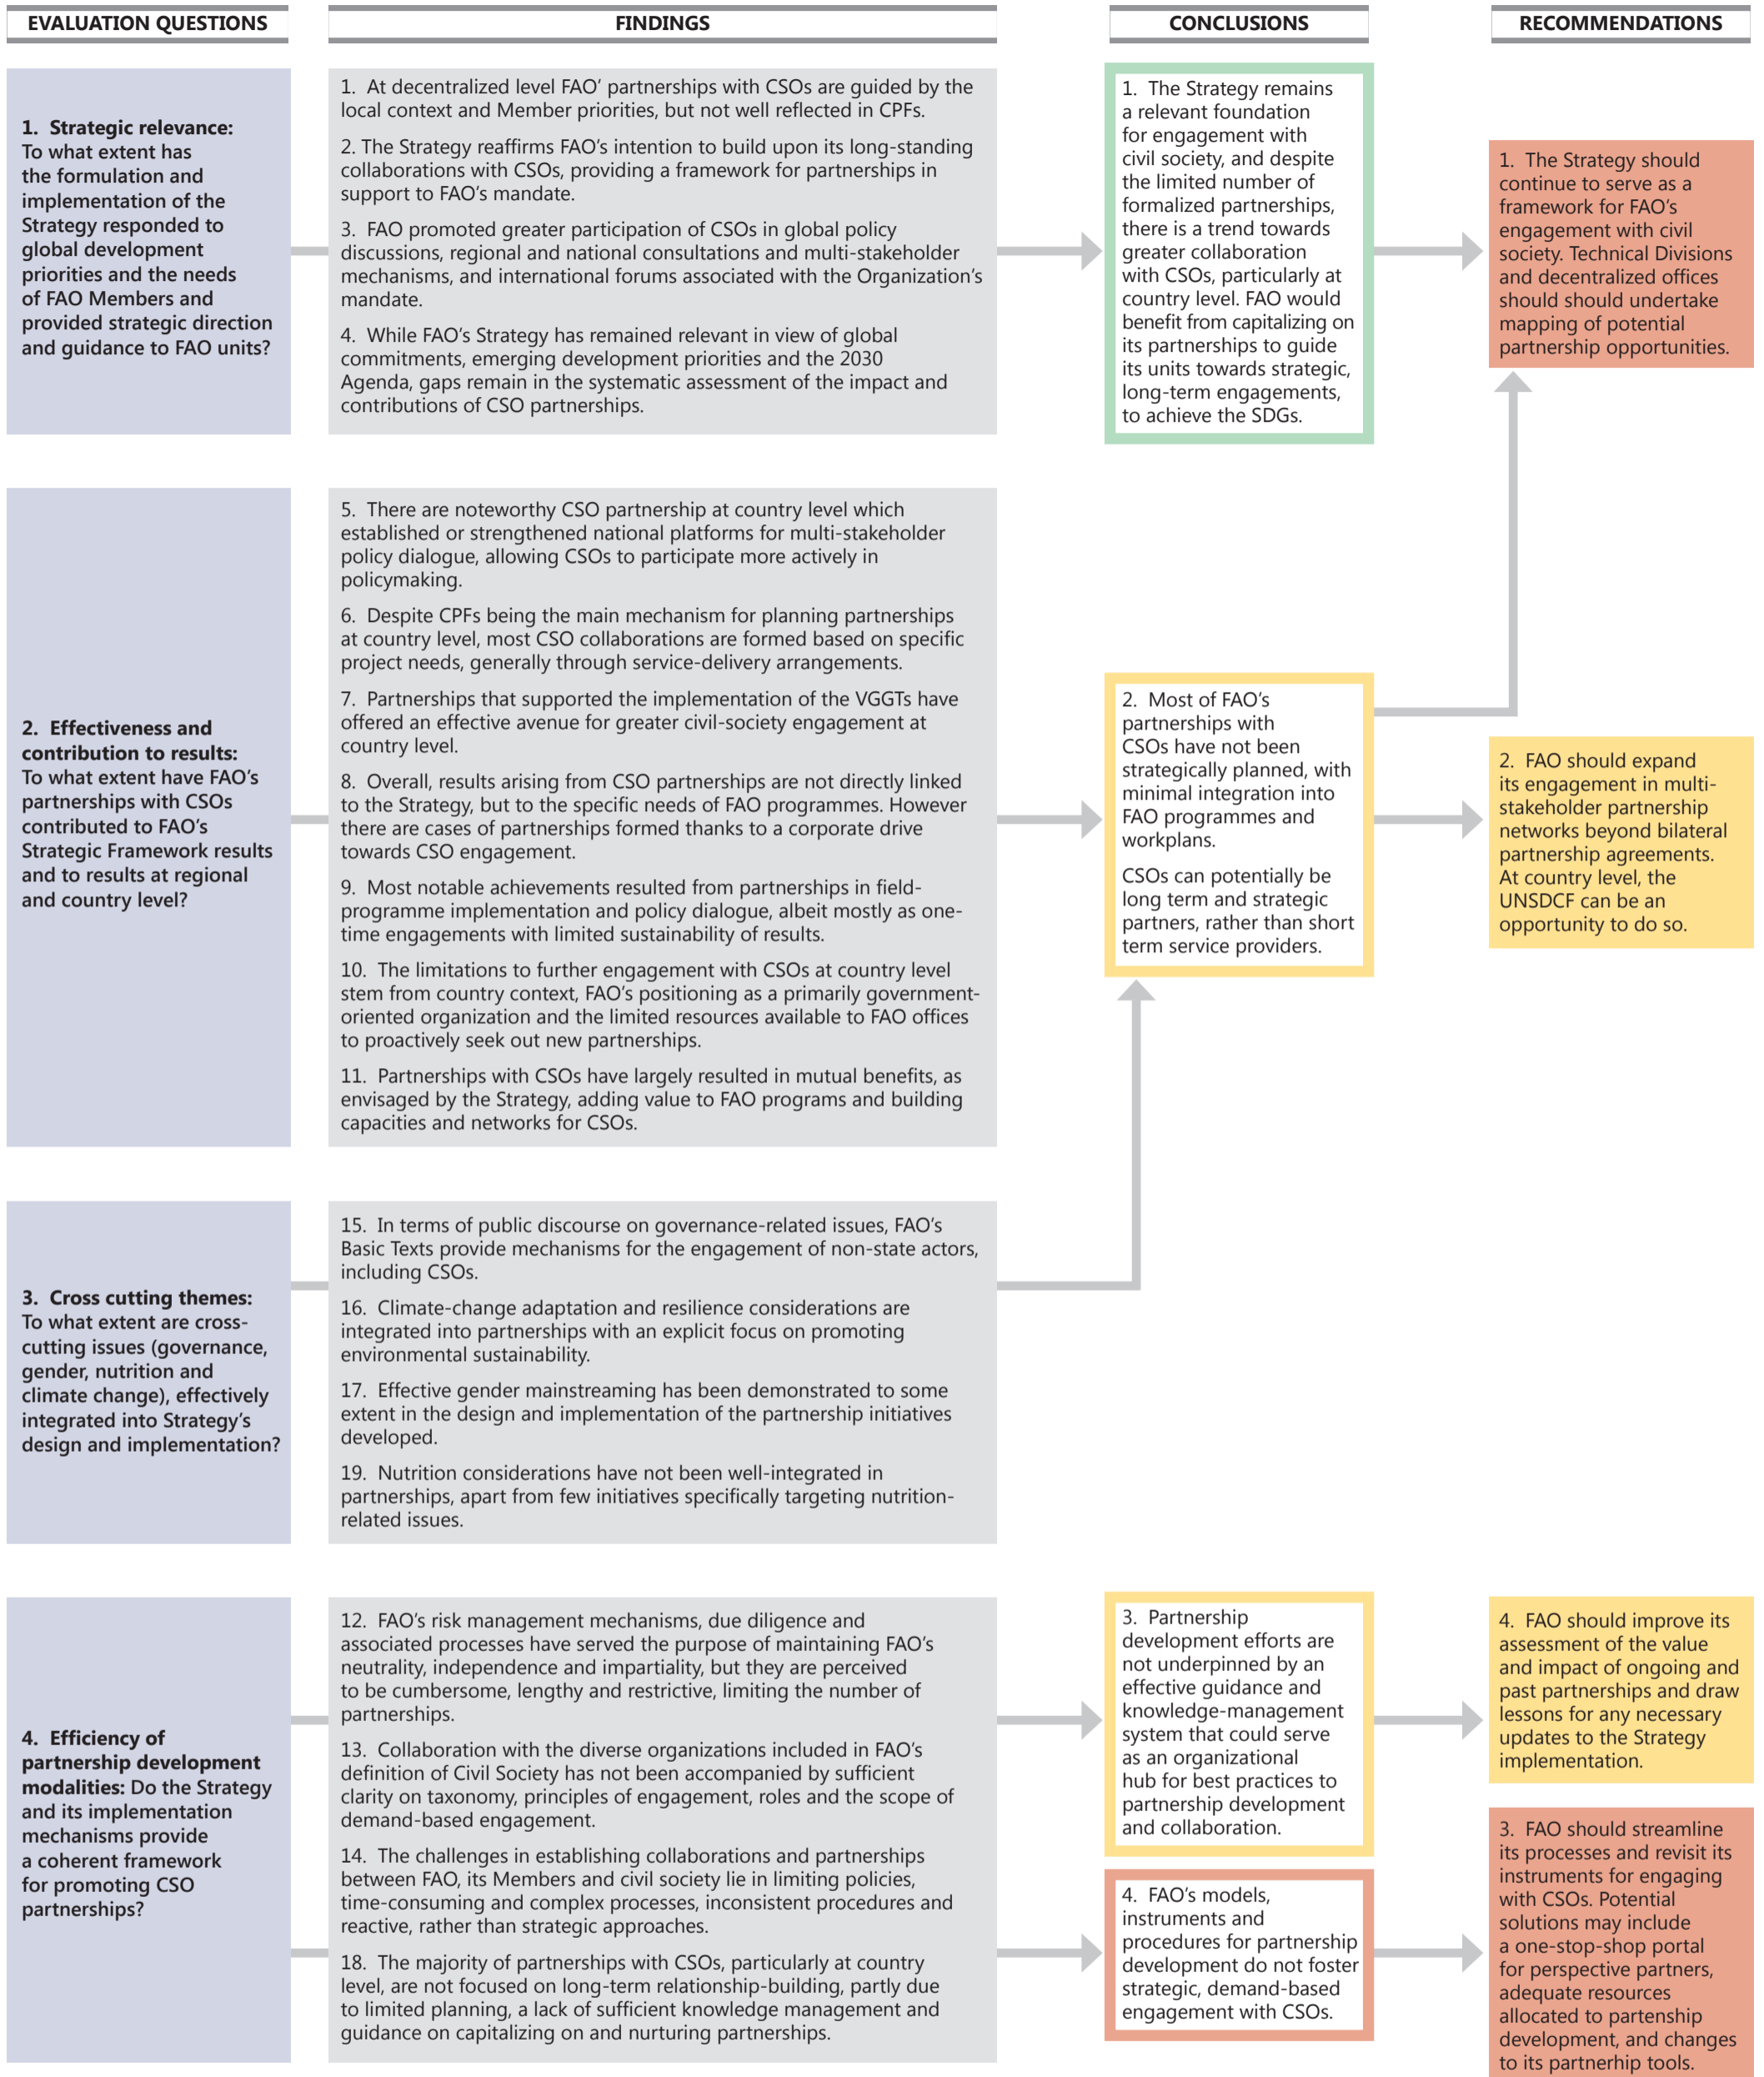 EVALUATION QUESTIONS
FINDINGS
CONCLUSIONS
RECOMMENDATIONS
1. Strategic relevance:
To what extent has
the formulation and
implementation of the
Strategy responded to
global development
priorities and the needs
of FAO Members and
provided strategic direction
and guidance to FAO units?
1. At decentralized level FAO’ partnerships with CSOs are guided by the
local context and Member priorities, but not well reflected in CPFs.
2. The Strategy reaffirms FAO’s intention to build upon its long-standing
collaborations with CSOs, providing a framework for partnerships in
support to FAO’s mandate.
3. FAO promoted greater participation of CSOs in global policy
discussions, regional and national consultations and multi-stakeholder
mechanisms, and international forums associated with the Organization’s
mandate.
4. While FAO’s Strategy has remained relevant in view of global
commitments, emerging development priorities and the 2030
Agenda, gaps remain in the systematic assessment of the impact and
contributions of CSO partnerships.
1. The Strategy remains
a relevant foundation
for engagement with
civil society, and despite
the limited number of
formalized partnerships,
there is a trend towards
greater collaboration
with CSOs, particularly at
country level. FAO would
benefit from capitalizing on
its partnerships to guide
its units towards strategic,
long-term engagements,
to achieve the SDGs.
1. The Strategy should
continue to serve as a
framework for FAO’s
engagement with civil
society. Technical Divisions
and decentralized offices
should should undertake
mapping of potential
partnership opportunities.
2. Effectiveness and
contribution to results:
To what extent have FAO’s
partnerships with CSOs
contributed to FAO’s
Strategic Framework results
and to results at regional
and country level?
5. There are noteworthy CSO partnership at country level which
established or strengthened national platforms for multi-stakeholder
policy dialogue, allowing CSOs to participate more actively in
policymaking.
6. Despite CPFs being the main mechanism for planning partnerships
at country level, most CSO collaborations are formed based on specific
project needs, generally through service-delivery arrangements.
7. Partnerships that supported the implementation of the VGGTs have
offered an effective avenue for greater civil-society engagement at
country level.
8. Overall, results arising from CSO partnerships are not directly linked
to the Strategy, but to the specific needs of FAO programmes. However
there are cases of partnerships formed thanks to a corporate drive
towards CSO engagement.
9. Most notable achievements resulted from partnerships in field-
programme implementation and policy dialogue, albeit mostly as one-
time engagements with limited sustainability of results.
10. The limitations to further engagement with CSOs at country level
stem from country context, FAO’s positioning as a primarily government-
oriented organization and the limited resources available to FAO offices
to proactively seek out new partnerships.
11. Partnerships with CSOs have largely resulted in mutual benefits, as
envisaged by the Strategy, adding value to FAO programs and building
capacities and networks for CSOs.
2. Most of FAO’s
partnerships with
CSOs have not been
strategically planned, with
minimal integration into
FAO programmes and
workplans.
CSOs can potentially be
long term and strategic
partners, rather than short
term service providers.
2. FAO should expand
its engagement in multi-
stakeholder partnership
networks beyond bilateral
partnership agreements.
At country level, the
UNSDCF can be an
opportunity to do so.
3. Cross cutting themes:
To what extent are cross-
cutting issues (governance,
gender, nutrition and
climate change), effectively
integrated into Strategy’s
design and implementation?
15. In terms of public discourse on governance-related issues, FAO’s
Basic Texts provide mechanisms for the engagement of non-state actors,
including CSOs.
16. Climate-change adaptation and resilience considerations are
integrated into partnerships with an explicit focus on promoting
environmental sustainability.
17. Effective gender mainstreaming has been demonstrated to some
extent in the design and implementation of the partnership initiatives
developed.
19. Nutrition considerations have not been well-integrated in
partnerships, apart from few initiatives specifically targeting nutrition-
related issues.
4. Efficiency of
partnership development
modalities: Do the Strategy
and its implementation
mechanisms provide
a coherent framework
for promoting CSO
partnerships?
12. FAO’s risk management mechanisms, due diligence and
associated processes have served the purpose of maintaining FAO’s
neutrality, independence and impartiality, but they are perceived
to be cumbersome, lengthy and restrictive, limiting the number of
partnerships.
13. Collaboration with the diverse organizations included in FAO’s
definition of Civil Society has not been accompanied by sufficient
clarity on taxonomy, principles of engagement, roles and the scope of
demand-based engagement.
14. The challenges in establishing collaborations and partnerships
between FAO, its Members and civil society lie in limiting policies,
time-consuming and complex processes, inconsistent procedures and
reactive, rather than strategic approaches.
18. The majority of partnerships with CSOs, particularly at country
level, are not focused on long-term relationship-building, partly due
to limited planning, a lack of sufficient knowledge management and
guidance on capitalizing on and nurturing partnerships.
3. Partnership
development efforts are
not underpinned by an
effective guidance and
knowledge-management
system that could serve
as an organizational
hub for best practices to
partnership development
and collaboration.
4. FAO’s models,
instruments and
procedures for partnership
development do not foster
strategic, demand-based
engagement with CSOs.
4. FAO should improve its
assessment of the value
and impact of ongoing and
past partnerships and draw
lessons for any necessary
updates to the Strategy
implementation.
3. FAO should streamline
its processes and revisit its
instruments for engaging
with CSOs. Potential
solutions may include
a one-stop-shop portal
for perspective partners,
adequate resources
allocated to partenship
development, and changes
to its partnerhip tools.